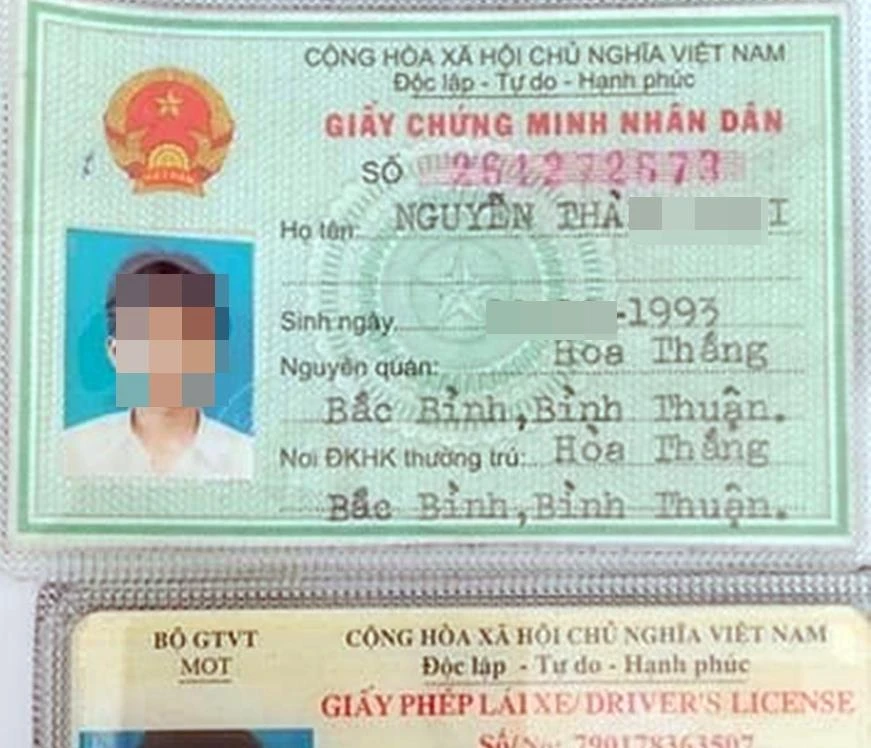 CỘNG HÒA XÃ HỘI CHỦ NGHĨA VIỆT NAM
Độc lập - Tự do - Hạnh phúc
GIẤY CHỨNG MINH NHÂN DÂN
SỐ
Họ tên: NGUYỄN
Sinh ngày -1993
Nguyên quán: Hòa Thắng
Bắc Bình, Bình Thuận.
Nơi ĐKHK thường trú: Hòa Thắng
Bắc Bình, Bình Thuận.
BỘ GTVT
MOT
CỘNG HÒA XÃ HỘI CHỦ NGHĨA VIỆT NAM
Độc lập - Tự do - Hạnh phúc
GIẤY PHÉP LÁI XE/ DRIVER'S LICENSE
Số/No: